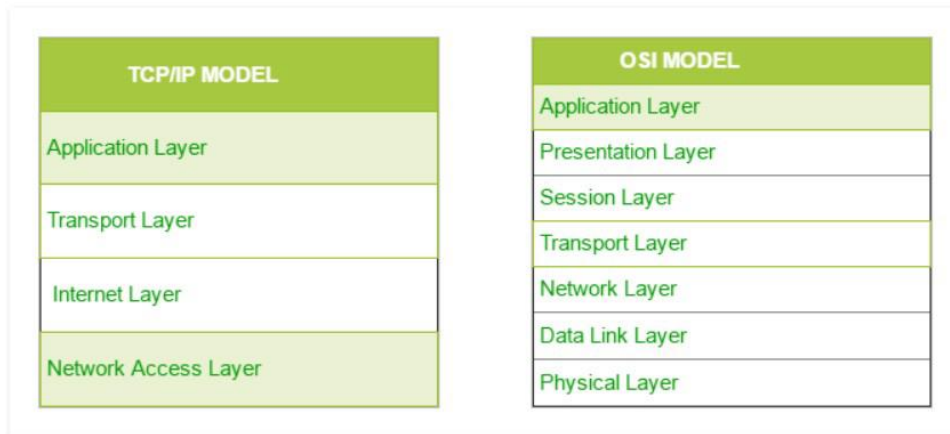 TCP/IP MODEL
Application Layer
Transport Layer
Internet Layer
Network Access Layer
OSI MODEL
Application Layer
Presentation Layer
Session Layer
Transport Layer
Network Layer
Data Link Layer
Physical Layer